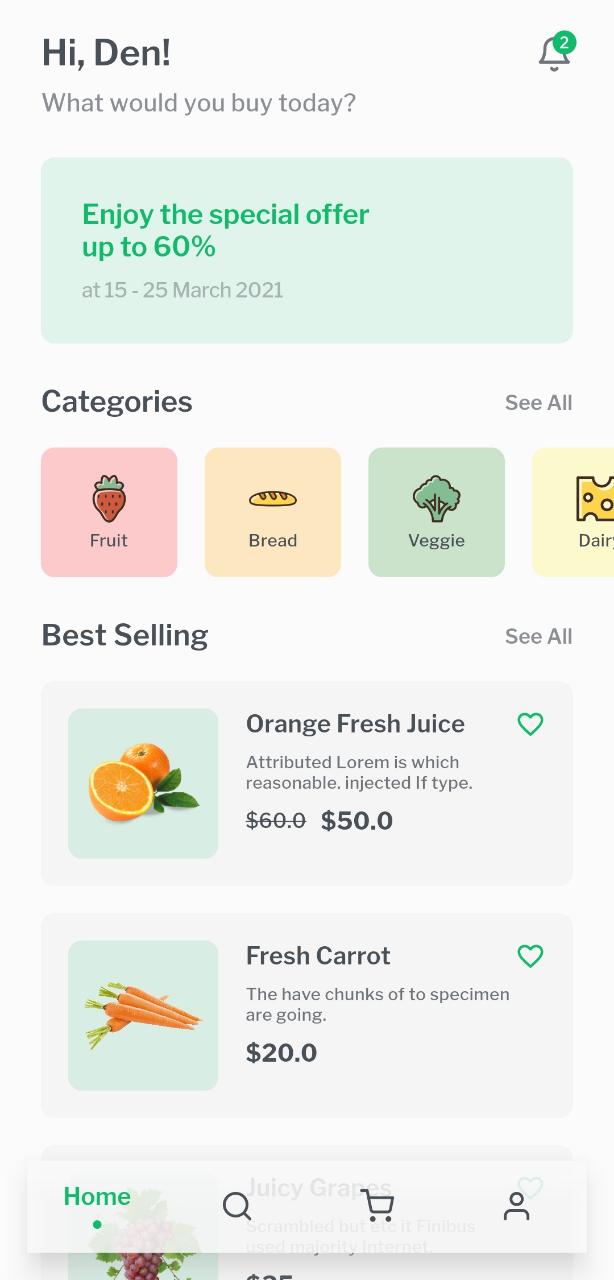 Hi, Den!
2
What would you buy today?
Enjoy the special offer
up to 60%
at 15 - 25 March 2021
Categories
See All
Fruit
Bread
Veggie
Dairy
Best Selling
See All
Orange Fresh Juice
Attributed Lorem is which
reasonable. injected If type.
$60.0 $50.0
Fresh Carrot
The have chunks of to specimen
are going.
$20.0
Juicy Grapes
Home
Scrambled but etc it Finibus
used majority Internet.